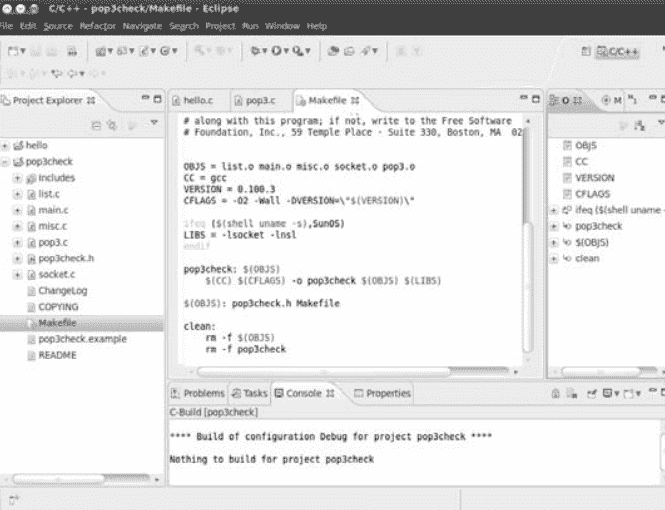 C/C++ - pop3check/Makefile - Eclipse
File Edit Source Refactor Navigate Search Project Run Window Help
C/C++
Project Explorer
hello
pop3check
Includes
list.c
main.c
misc.c
pop3.c
pop3check.h
socket.c
ChangeLog
COPYING
Makefile
pop3check.example
README
hello.c pop3.c Makefile
# along with this program; if not, write to the Free Software
# Foundation, Inc., 59 Temple Place - Suite 330, Boston, MA 02
OBJS = list.o main.o misc.o socket.o pop3.o
CC = gcc
VERSION = 0.100.3
CFLAGS = -O2 -Wall -DVERSION=\"$(VERSION)\"
ifeq ($(shell uname -s),SunOS)
LIBS = -lsocket -lnsl
endif
pop3check: $(OBJS)
$(CC) $(CFLAGS) -o pop3check $(OBJS) $(LIBS)
$(OBJS): pop3check.h Makefile
clean:
rm -f $(OBJS)
rm -f pop3check
O M
OBJS
CC
VERSION
CFLAGS
ifeq ($(shell uname -
pop3check
$(OBJS)
clean
Problems Tasks Console Properties
C-Build [pop3check]
**** Build of configuration Debug for project pop3check ****
Nothing to build for project pop3check